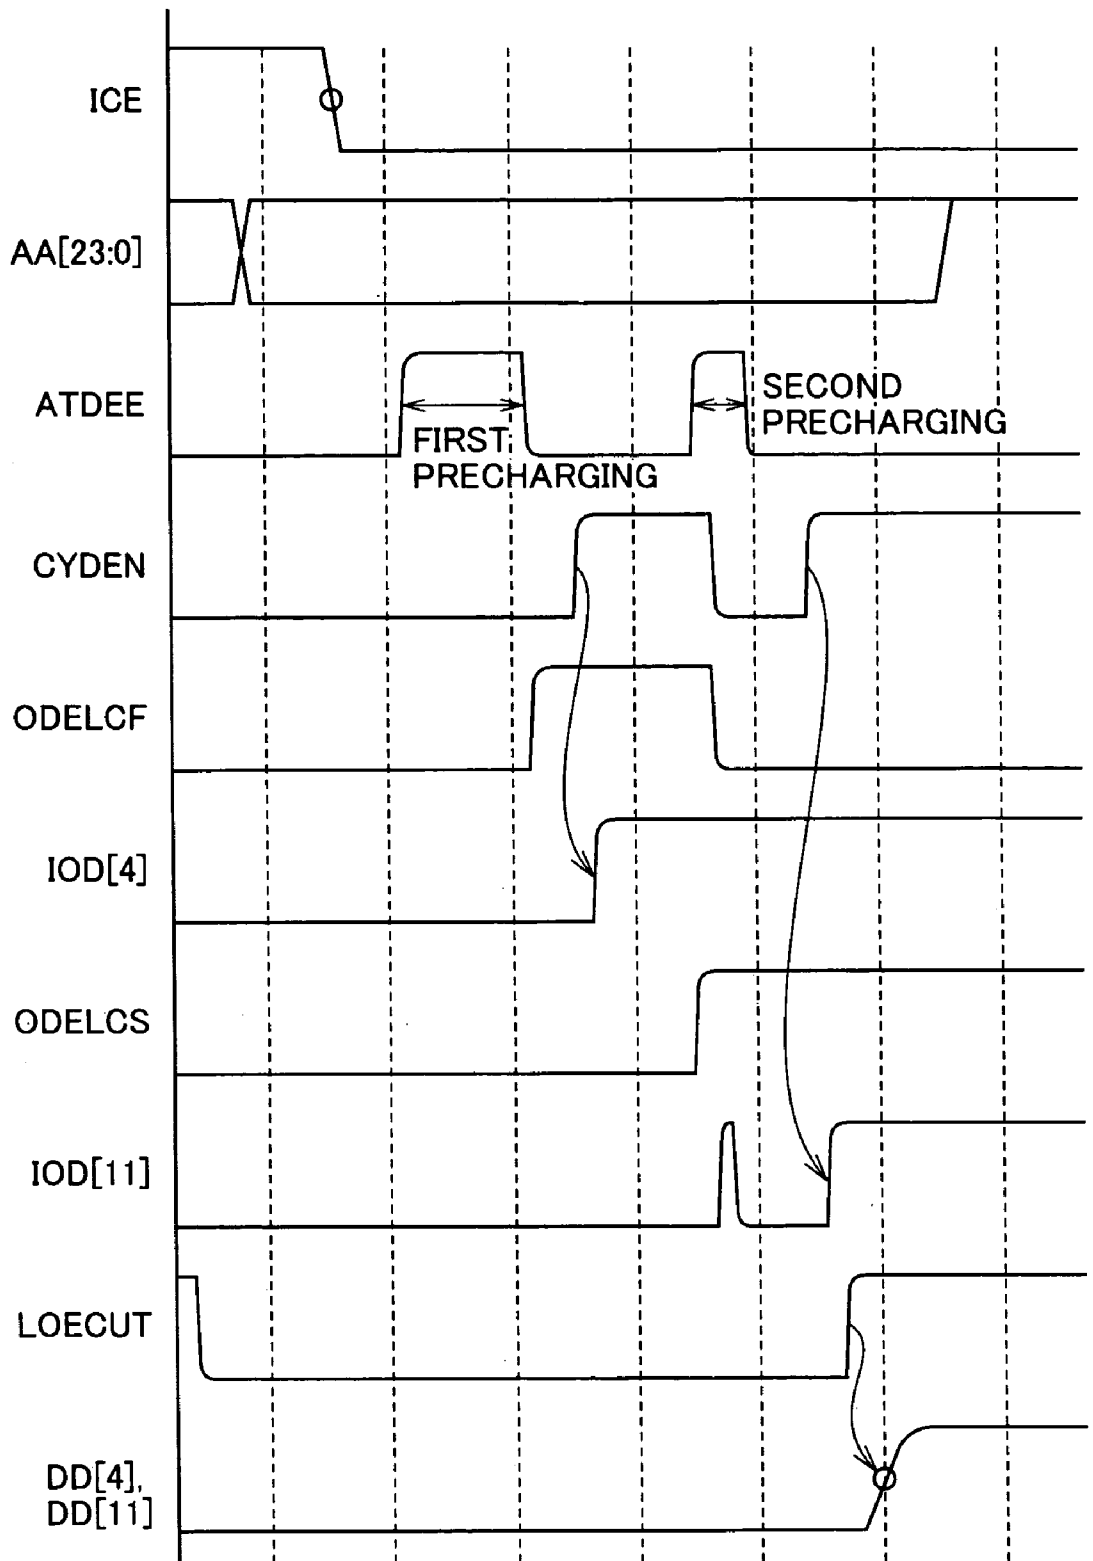 ICE
AA[23:0]
ATDEE
FIRST
PRECHARGING
SECOND
PRECHARGING
CYDEN
ODELCF
IOD[4]
ODELCS
IOD[11]
LOECUT
DD[4],
DD[11]